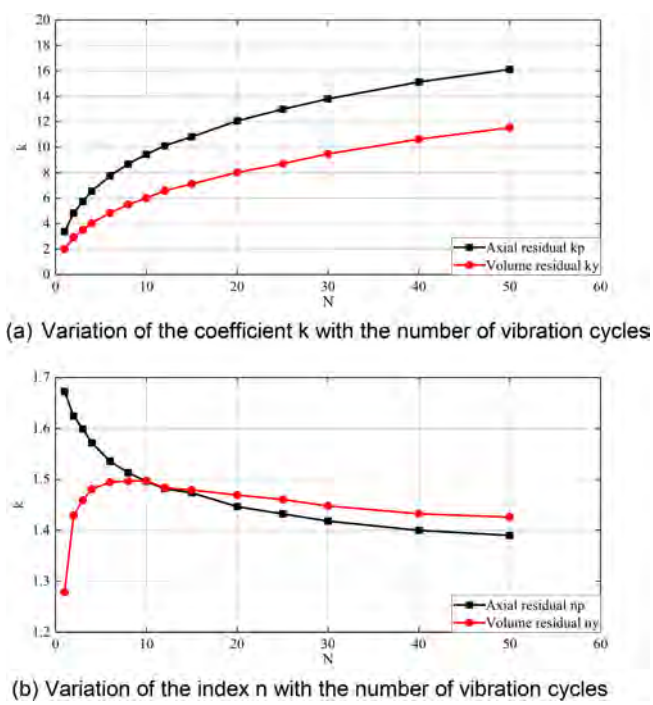 20
18
16
14
12
10
8
6
4
2
0
k
0 10 20 30 40 50 60
N
Axial residual kp
Volume residual ky
(a) Variation of the coefficient k with the number of vibration cycles
1.7
1.6
1.5
1.4
1.3
1.2
k
0 10 20 30 40 50 60
N
Axial residual np
Volume residual ny
(b) Variation of the index n with the number of vibration cycles